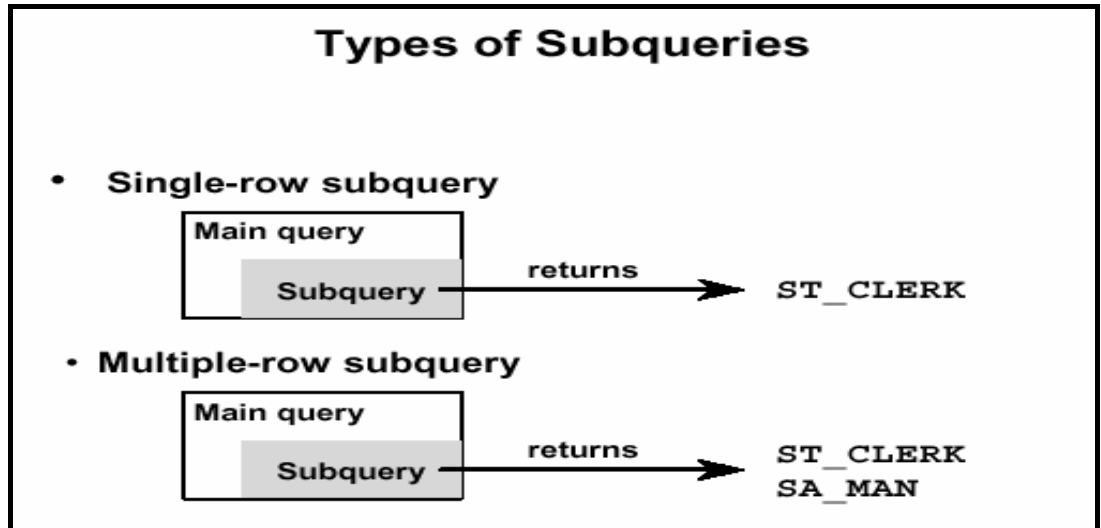 Types of Subqueries
• Single-row subquery
Main query
Subquery
returns
ST_CLERK
• Multiple-row subquery
Main query
Subquery
returns
ST_CLERK
SA_MAN